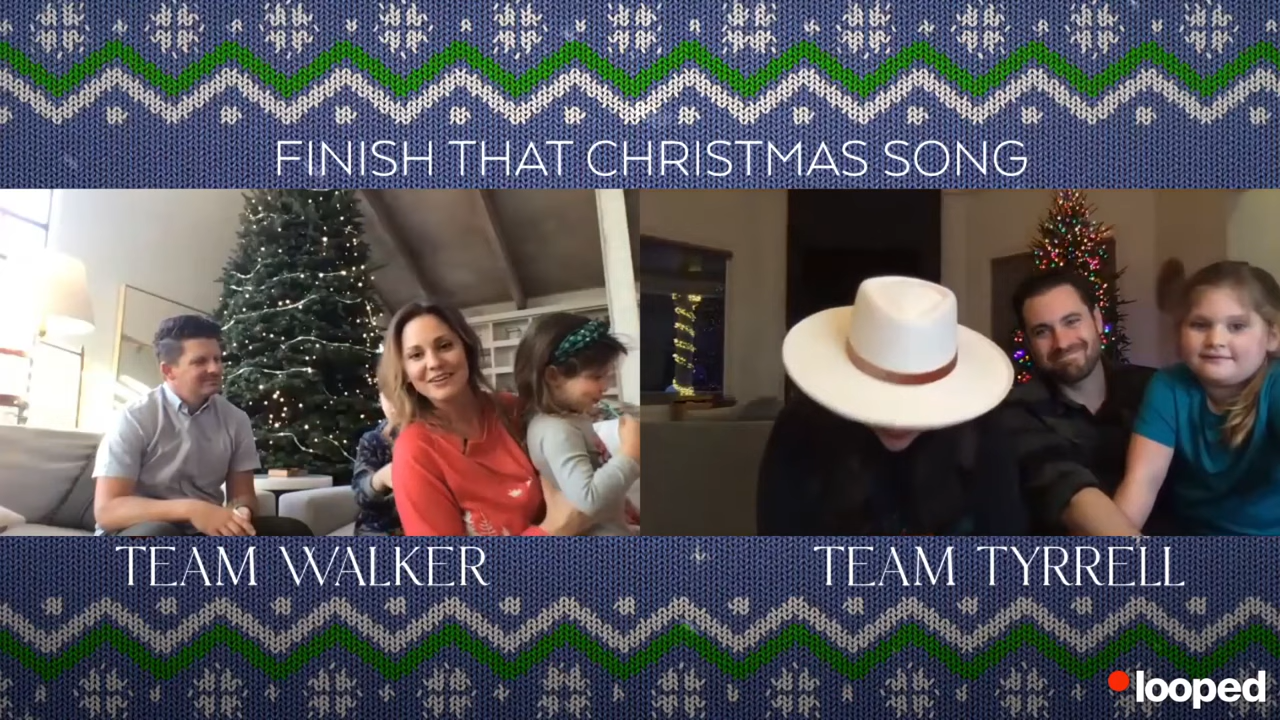 FINISH THAT CHRISTMAS SONG
TEAM WALKER
TEAM TYRRELL
looped